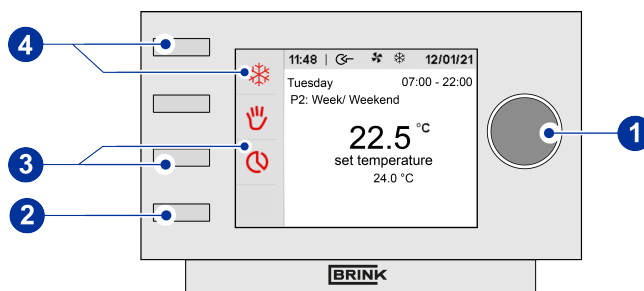 4
3
2
1
11:48 | 12/01/21
Tuesday 07:00 - 22:00
P2: Week/ Weekend
22.5 °C
set temperature
24.0 °C
BRINK